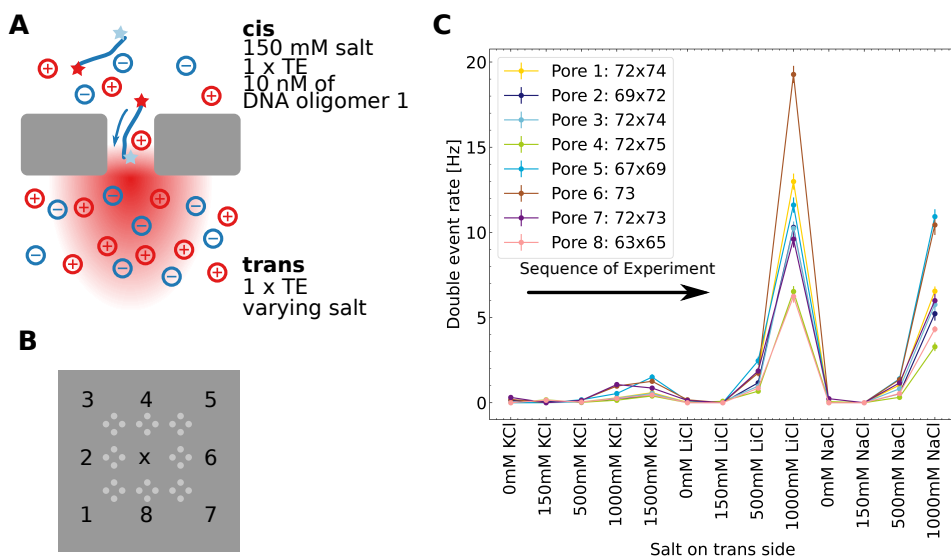 A
cis
150 mM salt
1 x TE
10 nM of
DNA oligomer 1
trans
1 x TE
varying salt
B
3 4 5
2 x 6
1 8 7
C
Double event rate [Hz]
20
15
10
5
0
Pore 1: 72x74
Pore 2: 69x72
Pore 3: 72x74
Pore 4: 72x75
Pore 5: 67x69
Pore 6: 73
Pore 7: 72x73
Pore 8: 63x65
Sequence of Experiment
0mM KCl
150mM KCl
500mM KCl
1000mM KCl
1500mM KCl
0mM LiCl
150mM LiCl
500mM LiCl
1000mM LiCl
0mM NaCl
150mM NaCl
500mM NaCl
1000mM NaCl
Salt on trans side